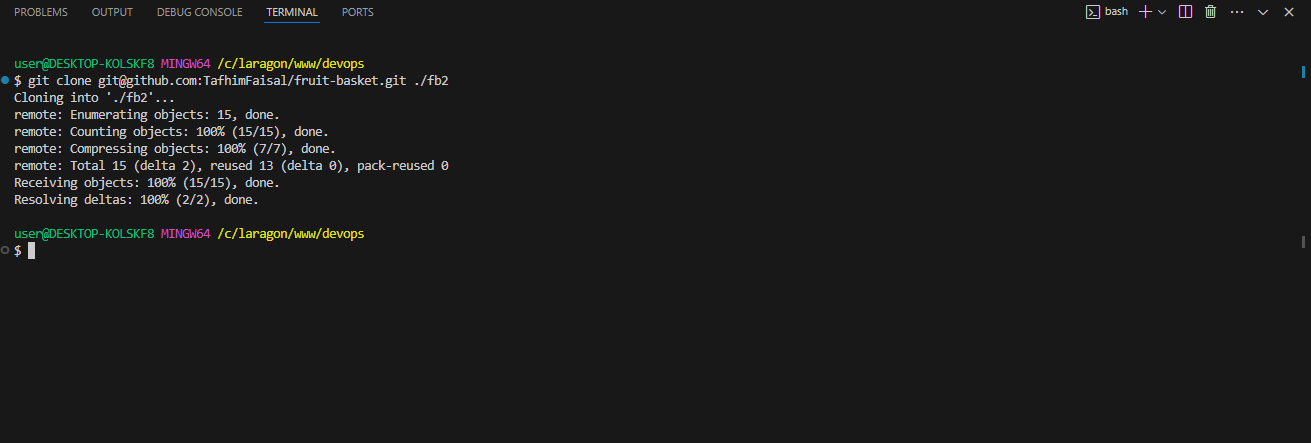 PROBLEMS OUTPUT DEBUG CONSOLE TERMINAL PORTS bash
user@DESKTOP-KOLSKF8 MINGW64 /c/laragon/www/devops
$ git clone git@github.com:TafhimFaisal/fruit-basket.git ./fb2
Cloning into './fb2'...
remote: Enumerating objects: 15, done.
remote: Counting objects: 100% (15/15), done.
remote: Compressing objects: 100% (7/7), done.
remote: Total 15 (delta 2), reused 13 (delta 0), pack-reused 0
Receiving objects: 100% (15/15), done.
Resolving deltas: 100% (2/2), done.
user@DESKTOP-KOLSKF8 MINGW64 /c/laragon/www/devops
$